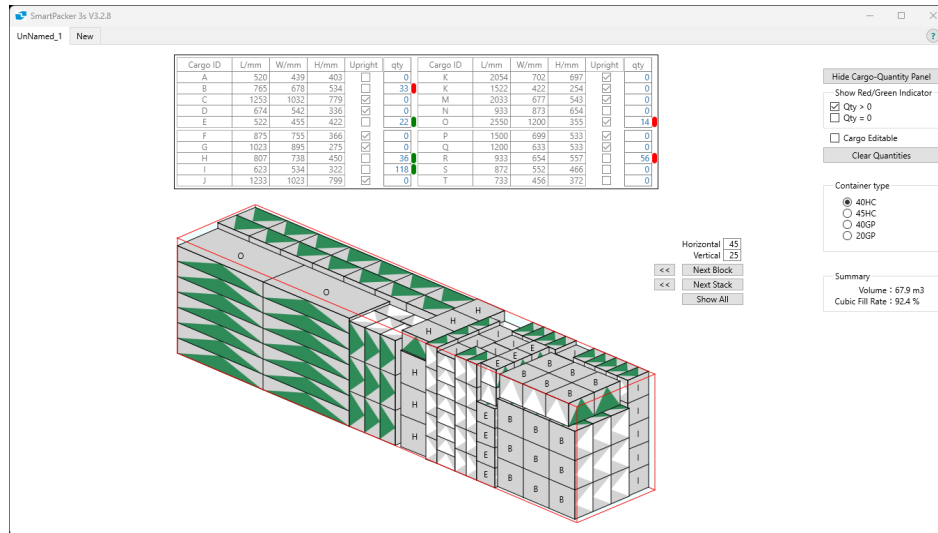 SmartPacker 3s V3.2.8
UnNamed_1 New
?
Cargo ID L/mm W/mm H/mm Upright qty Cargo ID L/mm W/mm H/mm Upright qty
A 520 439 403 0 K 2054 702 697 0
B 765 678 534 33 K 1522 422 254 0
C 1253 1032 779 0 M 2033 677 543 0
D 674 542 336 0 N 933 873 654 0
E 522 455 422 22 O 2550 1200 355 14
F 875 755 366 0 P 1500 699 533 0
G 1023 895 275 0 Q 1200 633 533 0
H 807 738 450 36 R 933 654 557 56
I 623 534 322 118 S 872 552 466 0
J 1233 1023 799 0 T 733 456 372 0
Hide Cargo-Quantity Panel
Show Red/Green Indicator
Qty > 0
Qty = 0
Cargo Editable
Clear Quantities
Container type
40HC
45HC
40GP
20GP
Horizontal 45
Vertical 25
<< Next Block
<< Next Stack
Show All
Summary
Volume : 67.9 m3
Cubic Fill Rate : 92.4 %
O
O
H
H
H
I
I
I
E
I
E
E
B
B
B
B
B
B
H
H
H
H
E
E
E
E
E
B
B
B
B
B
B
B
B
B
I
I
I
I